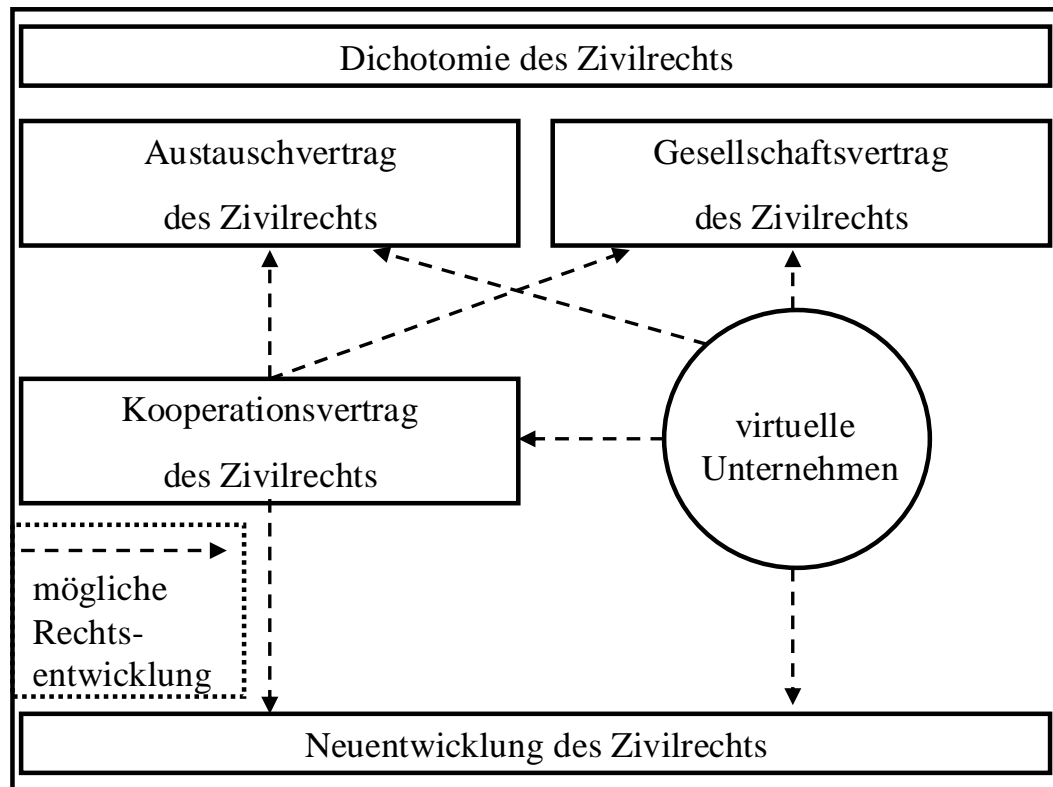 Dichotomie des Zivilrechts
Austauschvertrag
des Zivilrechts
Gesellschaftsvertrag
des Zivilrechts
Kooperationsvertrag
des Zivilrechts
virtuelle
Unternehmen
mögliche
Rechts-
entwicklung
Neuentwicklung des Zivilrechts